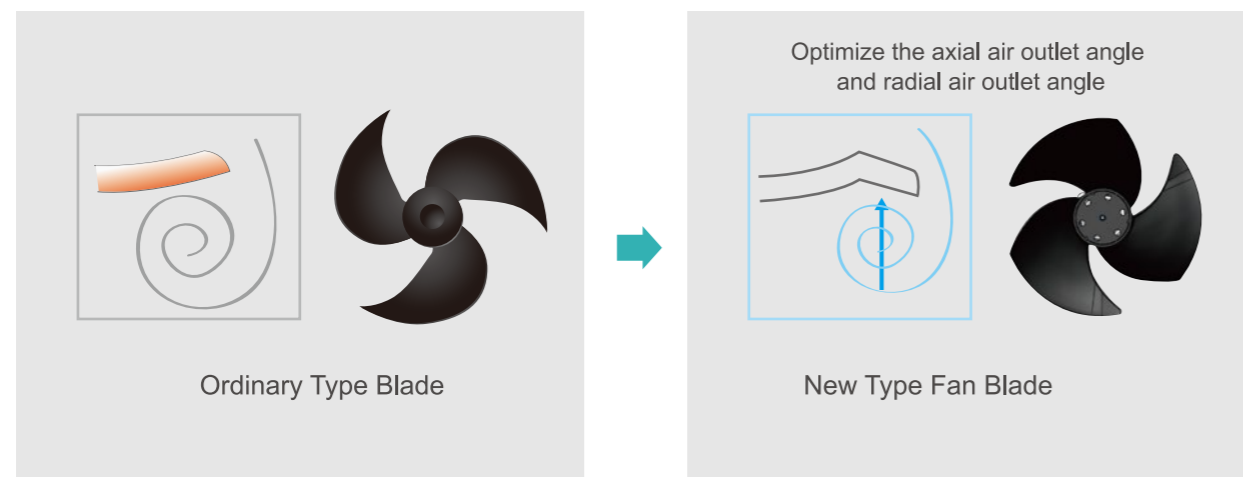 Optimize the axial air outlet angle
and radial air outlet angle
Ordinary Type Blade
New Type Fan Blade